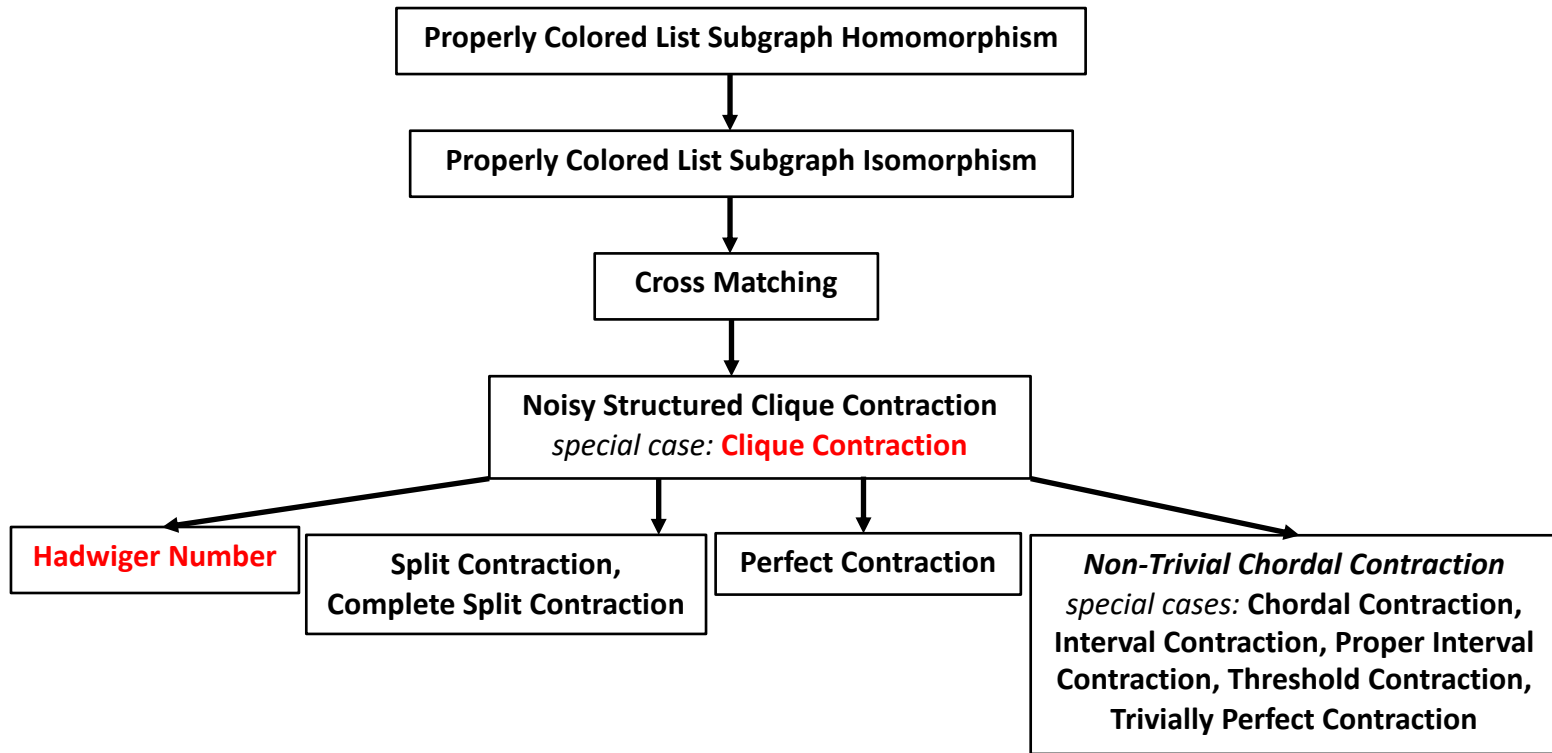 Properly Colored List Subgraph Homomorphism
Properly Colored List Subgraph Isomorphism
Cross Matching
Noisy Structured Clique Contraction
special case: Clique Contraction
Hadwiger Number
Split Contraction,
Complete Split Contraction
Perfect Contraction
Non-Trivial Chordal Contraction
special cases: Chordal Contraction,
Interval Contraction, Proper Interval
Contraction, Threshold Contraction,
Trivially Perfect Contraction